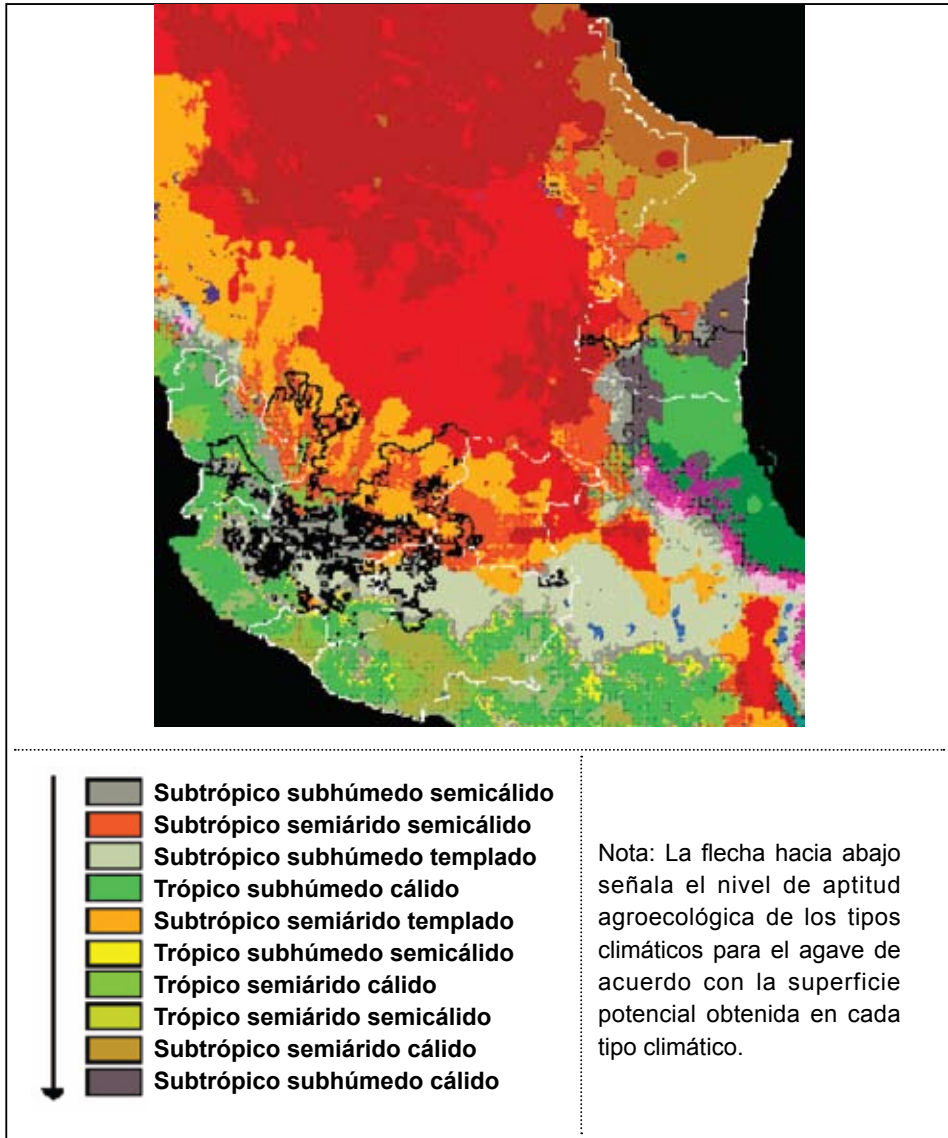 Subtrópico subhúmedo semicálido
Subtrópico semiárido semicálido
Subtrópico subhúmedo templado
Trópico subhúmedo cálido
Subtrópico semiárido templado
Trópico subhúmedo semicálido
Trópico semiárido cálido
Trópico semiárido semicálido
Subtrópico semiárido cálido
Subtrópico subhúmedo cálido
Nota: La flecha hacia abajo
señala el nivel de aptitud
agroecológica de los tipos
climáticos para el agave de
acuerdo con la superficie
potencial obtenida en cada
tipo climático.